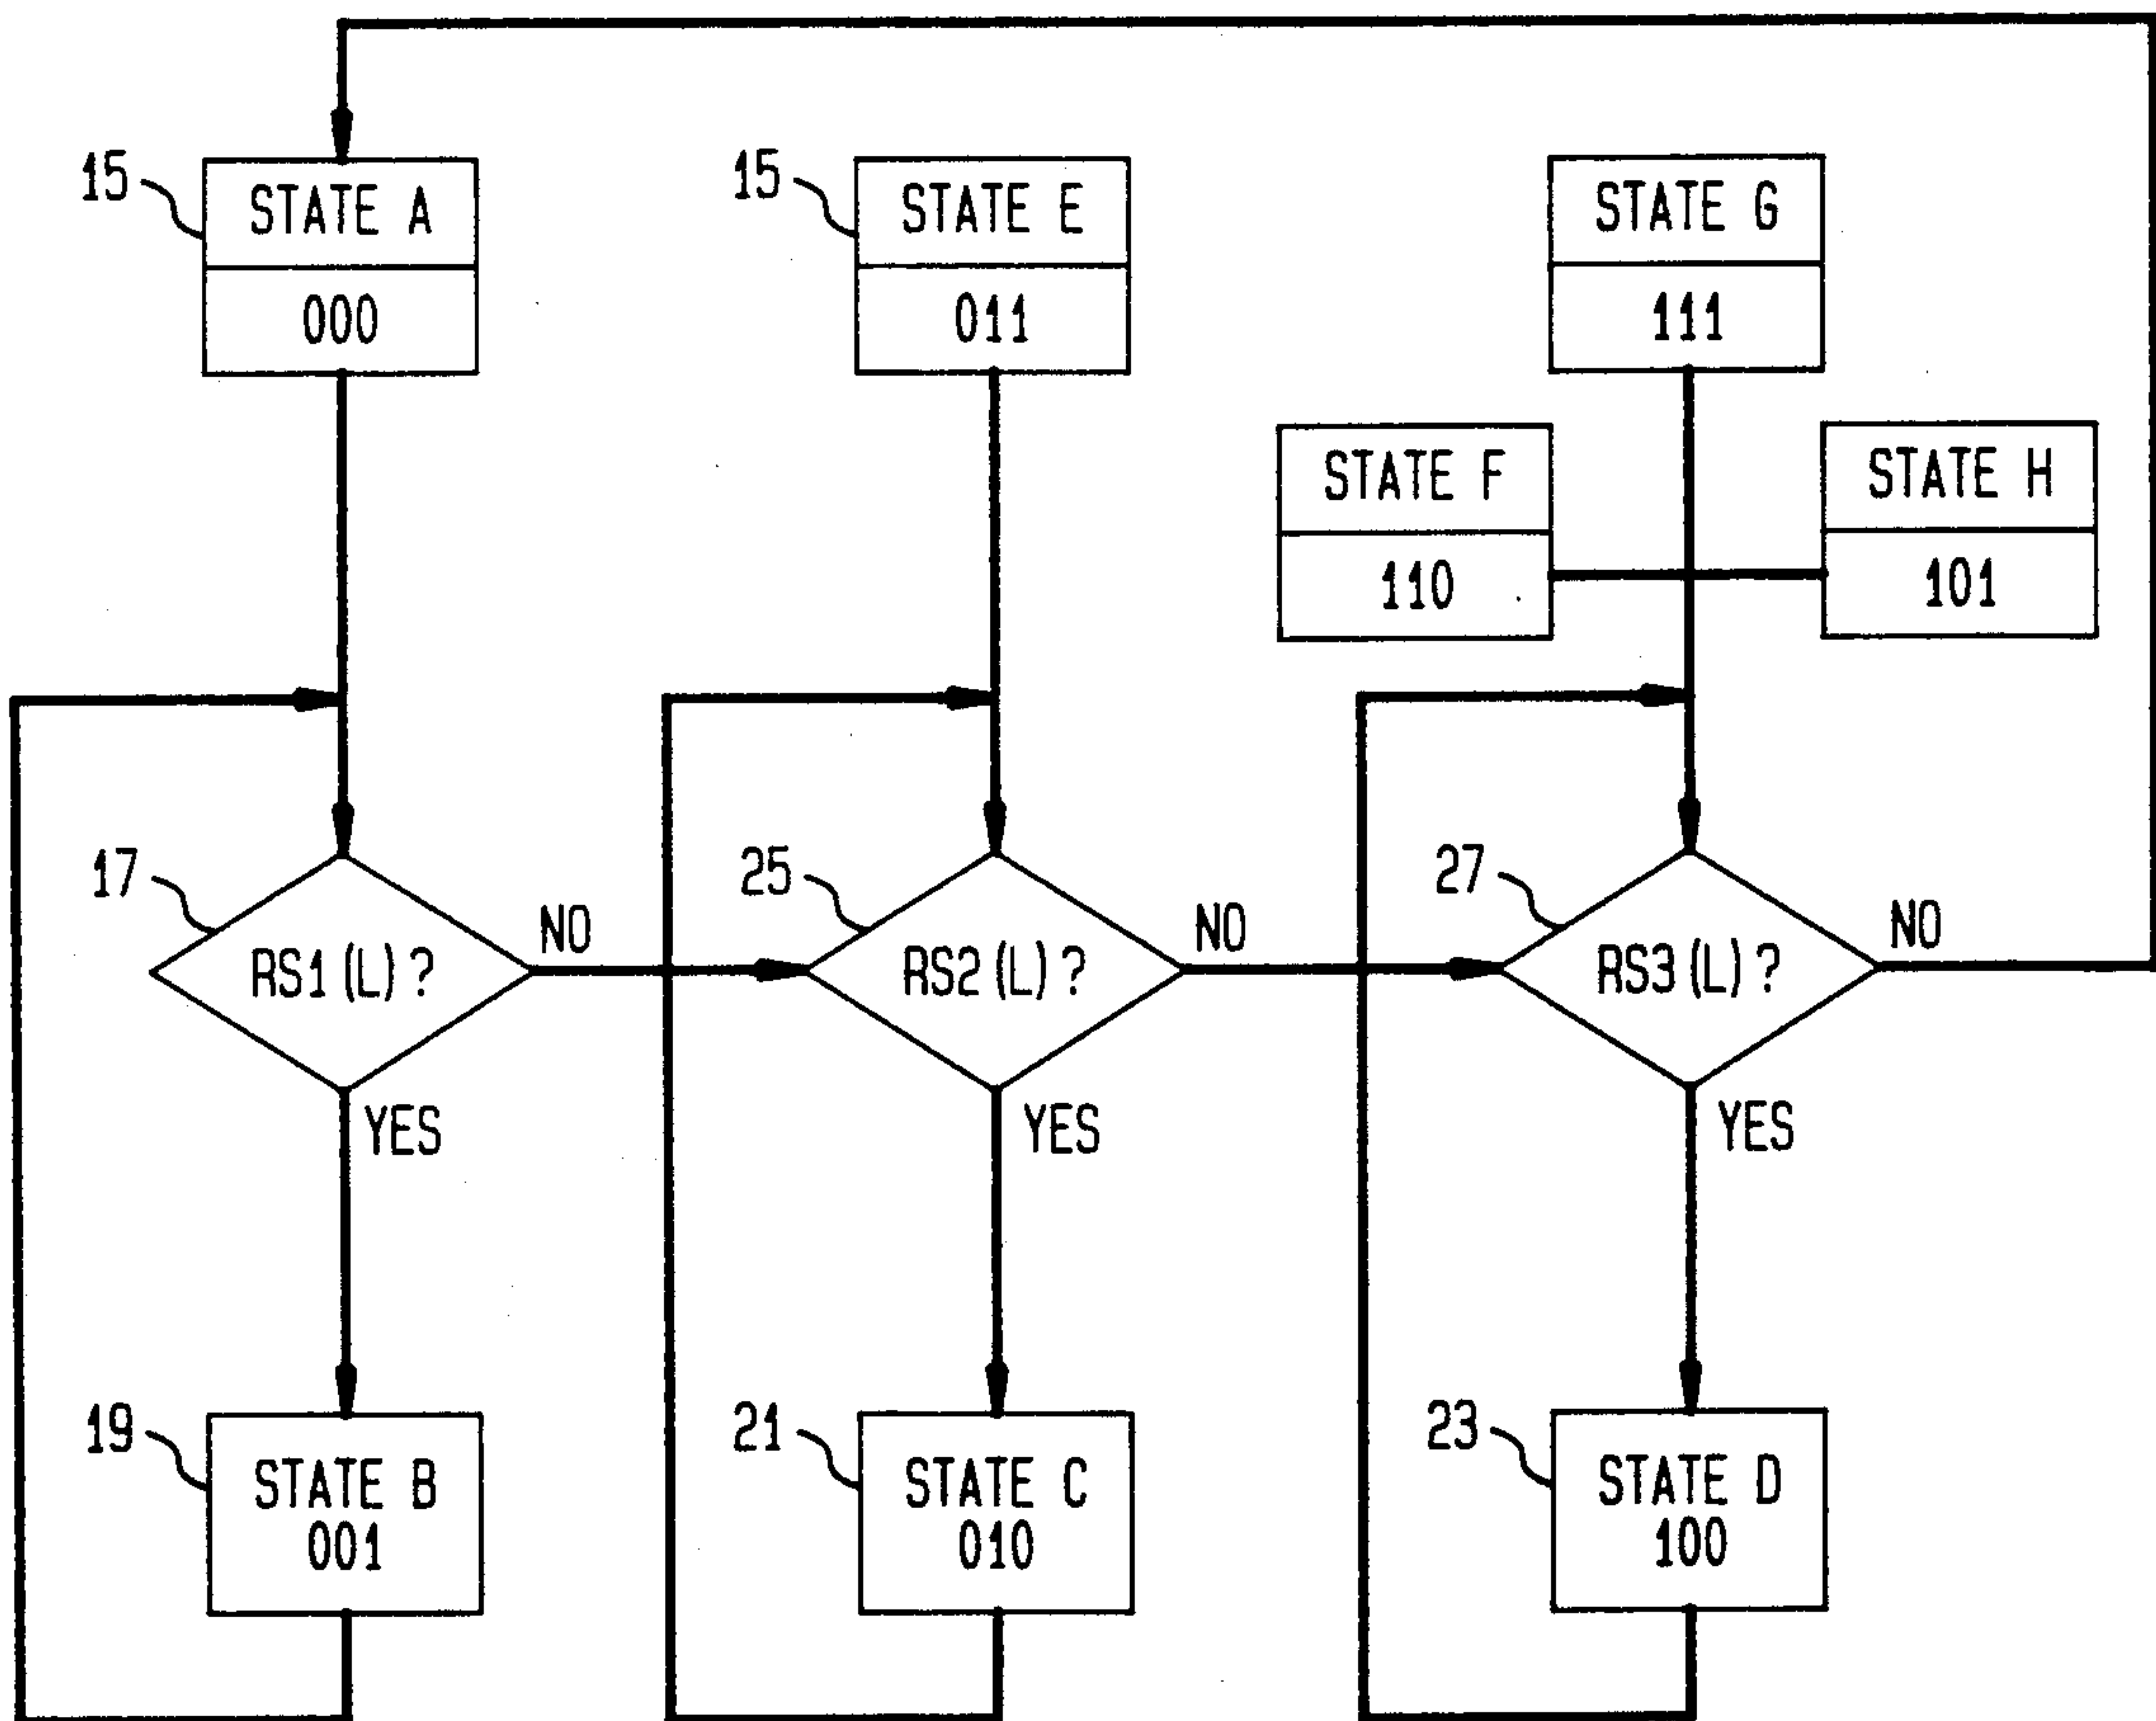 15
STATE A
000
15
STATE E
011
STATE G
111
STATE F
110
STATE H
101
17
RS1(L)?
NO
YES
25
RS2(L)?
NO
YES
27
RS3(L)?
NO
YES
19
STATE B
001
21
STATE C
010
23
STATE D
100